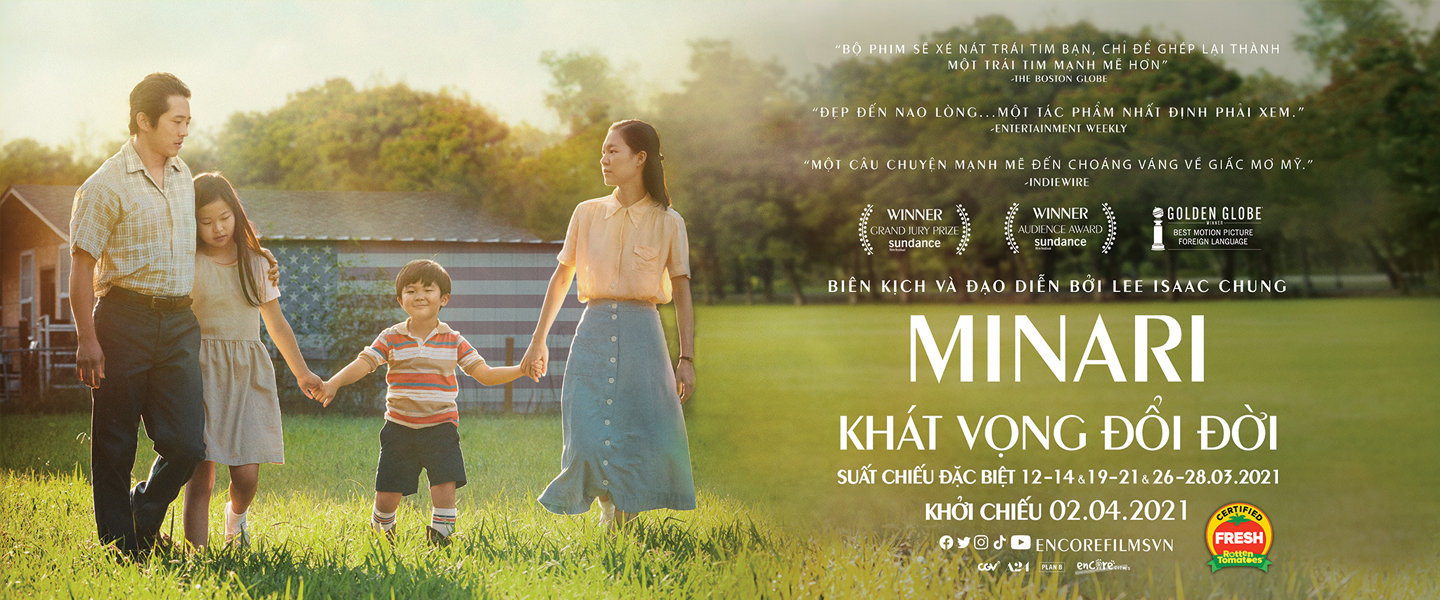 “BỘ PHIM SẼ XÉ NÁT TRÁI TIM BẠN, CHỈ ĐỂ GHÉP LẠI THÀNH
MỘT TRÁI TIM MẠNH MẼ HƠN”
-THE BOSTON GLOBE
“ĐẸP ĐẾN NAO LÒNG...MỘT TÁC PHẨM NHẤT ĐỊNH PHẢI XEM.”
-ENTERTAINMENT WEEKLY
“MỘT CÂU CHUYỆN MẠNH MẼ ĐẾN CHOÁNG VÁNG VỀ GIẤC MƠ MỸ.”
-INDIEWIRE
WINNER
GRAND JURY PRIZE
sundance
WINNER
AUDIENCE AWARD
sundance
GOLDEN GLOBE
WINNER
BEST MOTION PICTURE
FOREIGN LANGUAGE
BIÊN KỊCH VÀ ĐẠO DIỄN BỞI LEE ISAAC CHUNG
MINARI
KHÁT VỌNG ĐỔI ĐỜI
SUẤT CHIẾU ĐẶC BIỆT 12-14 & 19-21 & 26-28.03.2021
KHỞI CHIẾU 02.04.2021
ENCOREFILMSVN
CGV A24 PLAN B encore
CERTIFIED
FRESH
Rotten
Tomatoes